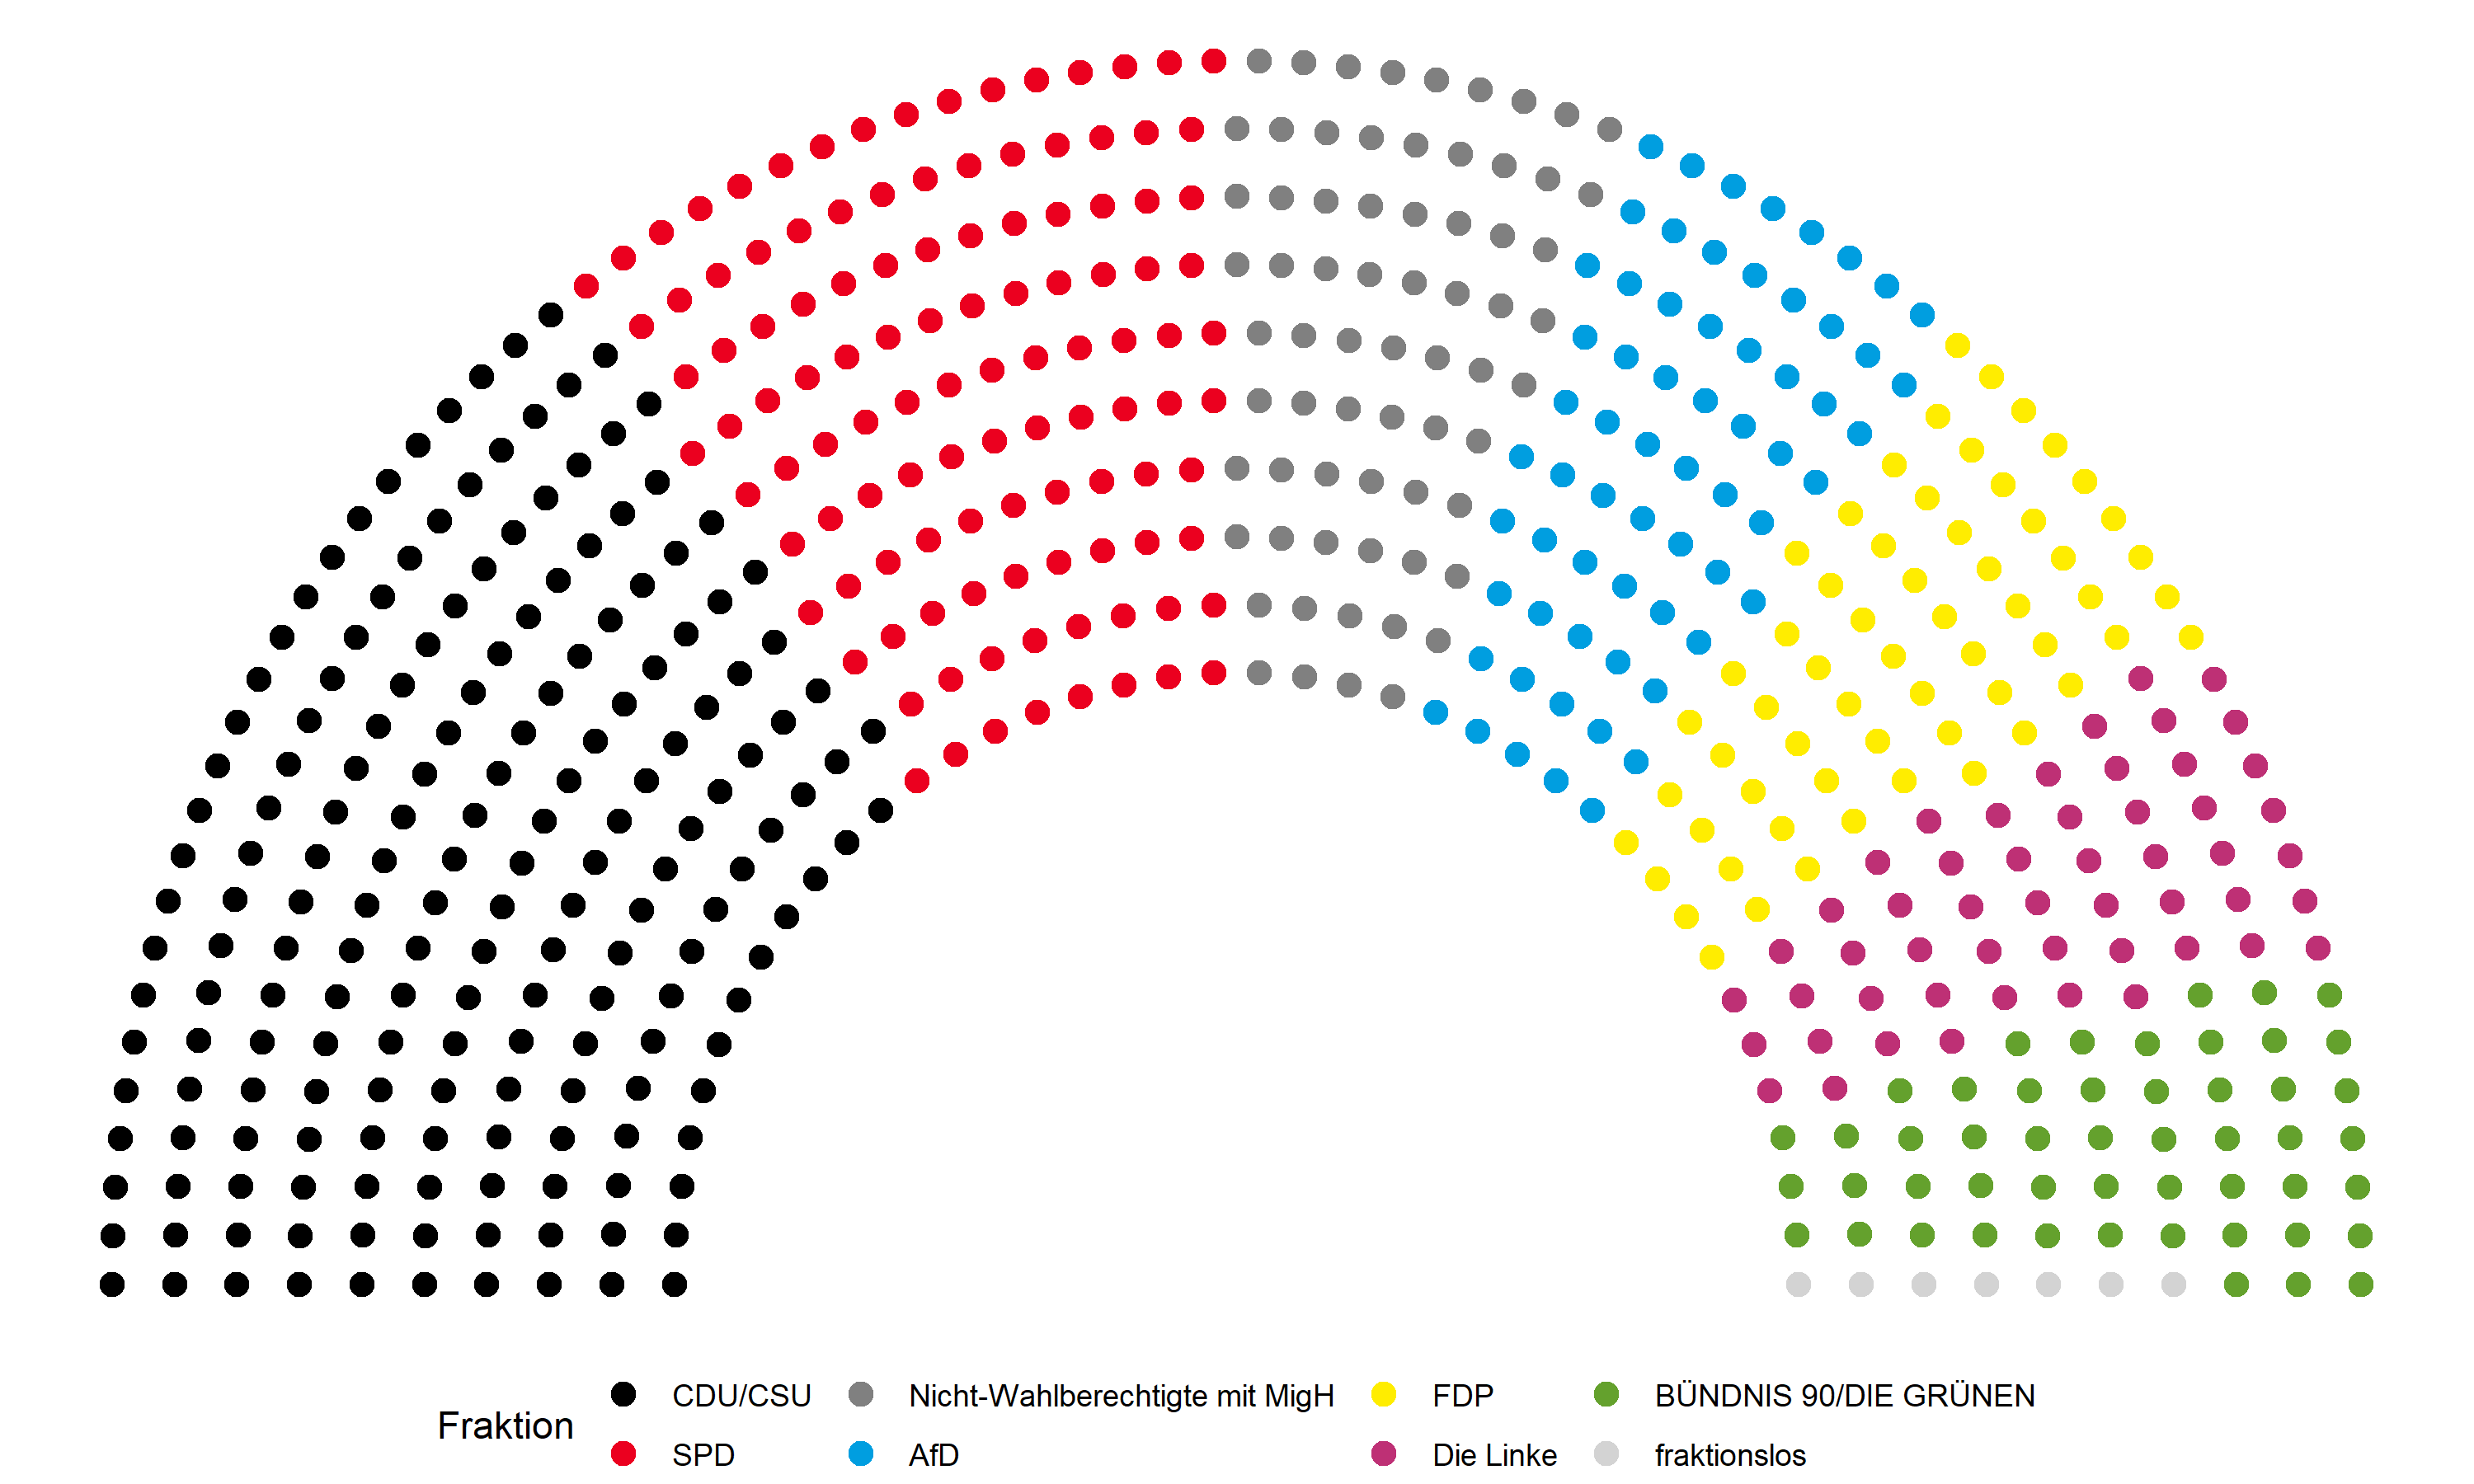 Fraktion
CDU/CSU
SPD
Nicht-Wahlberechtigte mit MigH
AfD
FDP
Die Linke
BÜNDNIS 90/DIE GRÜNEN
fraktionslos